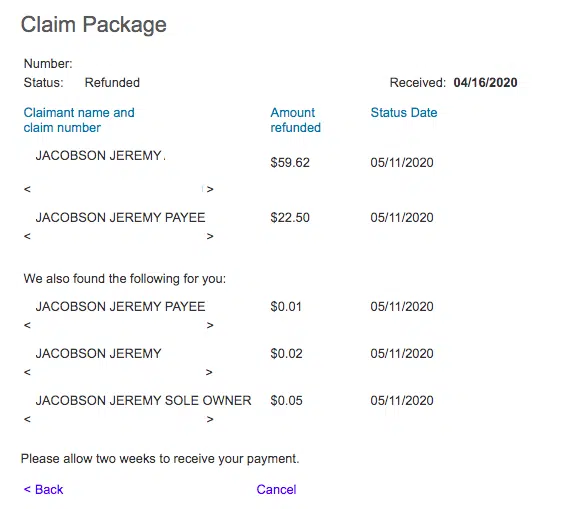 Claim Package
Number:
Status: Refunded Received: 04/16/2020
Claimant name and claim number Amount refunded Status Date
JACOBSON JEREMY. $59.62 05/11/2020
< >
JACOBSON JEREMY PAYEE $22.50 05/11/2020
< >
We also found the following for you:
JACOBSON JEREMY PAYEE $0.01 05/11/2020
< >
JACOBSON JEREMY $0.02 05/11/2020
< >
JACOBSON JEREMY SOLE OWNER $0.05 05/11/2020
< >
Please allow two weeks to receive your payment.
< Back Cancel